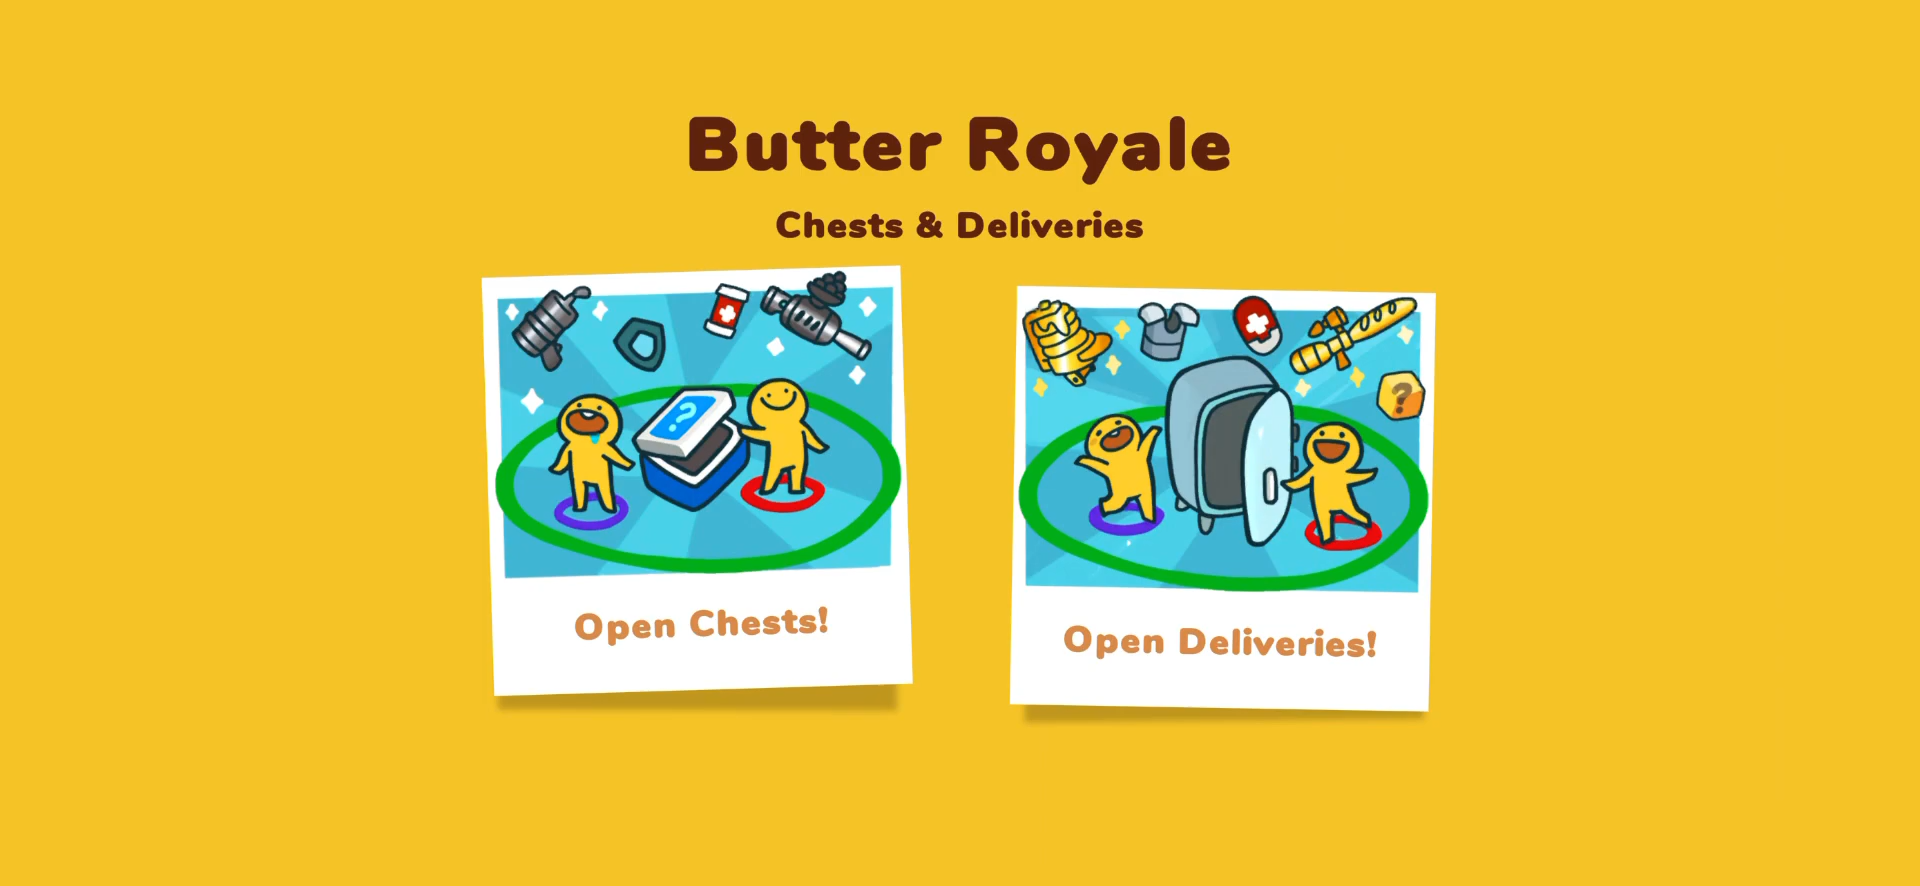 Butter Royale
Chests & Deliveries
?
?
Open Chests!
Open Deliveries!